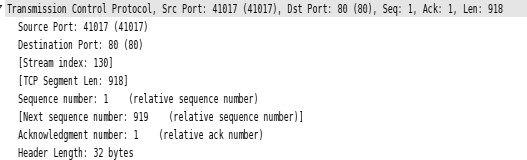 Transmission Control Protocol, Src Port: 41017 (41017), Dst Port: 80 (80), Seq: 1, Ack: 1, Len: 918
Source Port: 41017 (41017)
Destination Port: 80 (80)
[Stream index: 130]
[TCP Segment Len: 918]
Sequence number: 1    (relative sequence number)
[Next sequence number: 919    (relative sequence number)]
Acknowledgment number: 1    (relative ack number)
Header Length: 32 bytes